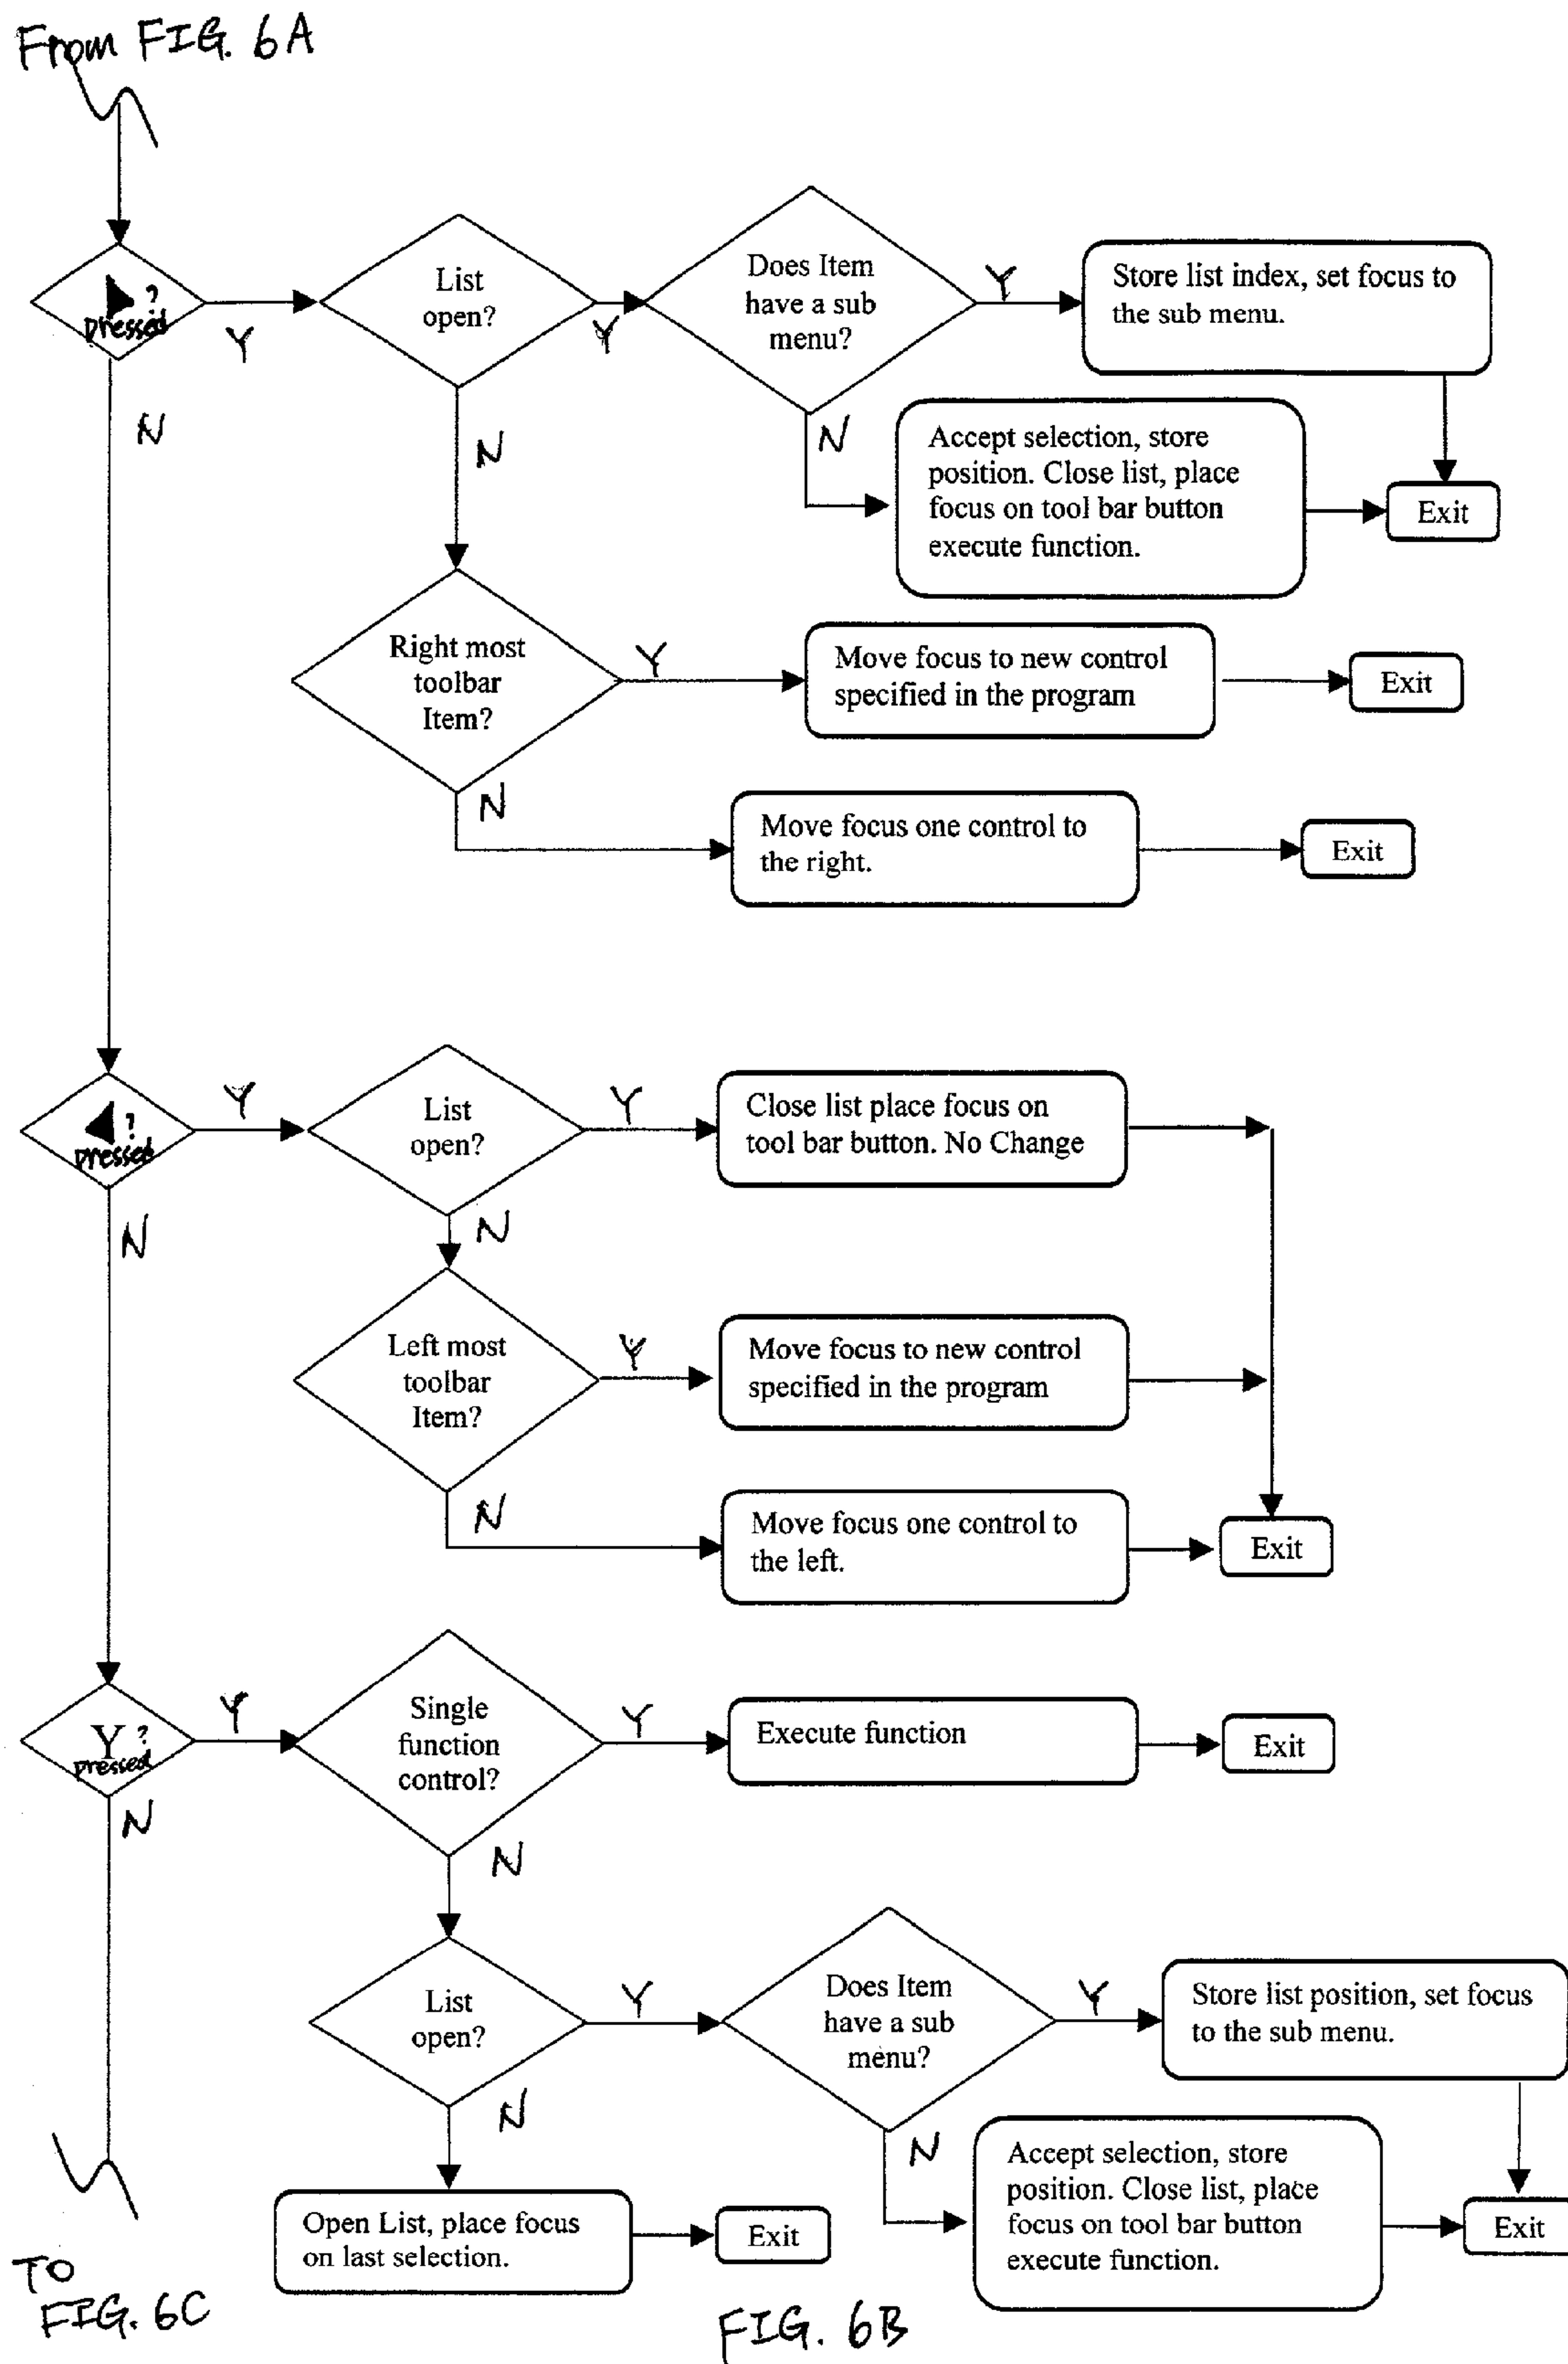 From FIG. 6A
?
pressed
Y
N
List
open?
Y
N
Does Item
have a sub
menu?
Y
N
Store list index, set focus to
the sub menu.
Accept selection, store
position. Close list, place
focus on tool bar button
execute function.
Exit
Right most
toolbar
Item?
Y
N
Move focus to new control
specified in the program
Exit
Move focus one control to
the right.
Exit
?
pressed
Y
N
List
open?
Y
N
Close list place focus on
tool bar button. No Change
Left most
toolbar
Item?
Y
N
Move focus to new control
specified in the program
Move focus one control to
the left.
Exit
Y ?
pressed
Y
N
Single
function
control?
Y
N
Execute function
Exit
List
open?
Y
N
Does Item
have a sub
menu?
Y
N
Store list position, set focus
to the sub menu.
Accept selection, store
position. Close list, place
focus on tool bar button
execute function.
Exit
Open List, place focus
on last selection.
Exit
TO
FIG. 6C
FIG. 6B